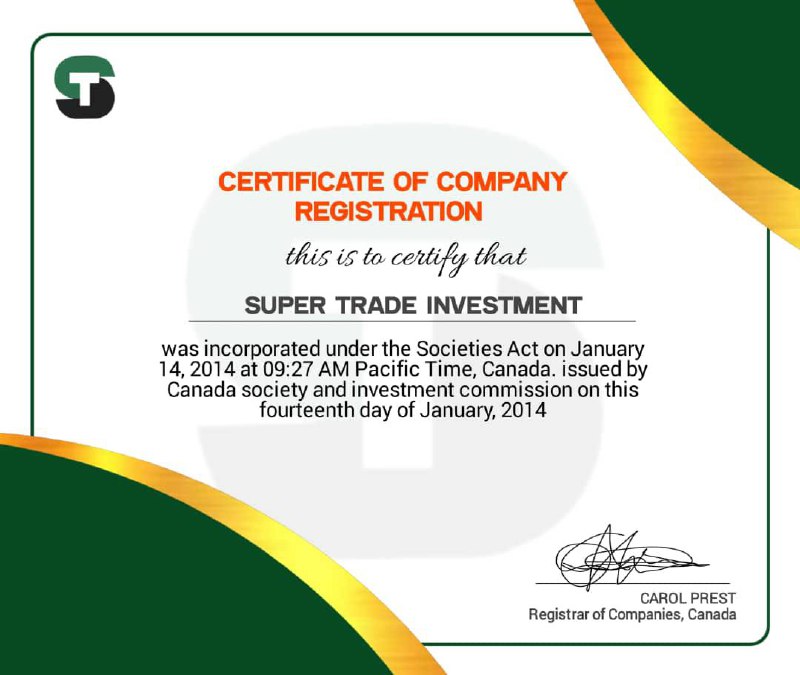 ST
CERTIFICATE OF COMPANY
REGISTRATION
this is to certify that
SUPER TRADE INVESTMENT
was incorporated under the Societies Act on January
14, 2014 at 09:27 AM Pacific Time, Canada. issued by
Canada society and investment commission on this
fourteenth day of January, 2014
CAROL PREST
Registrar of Companies, Canada